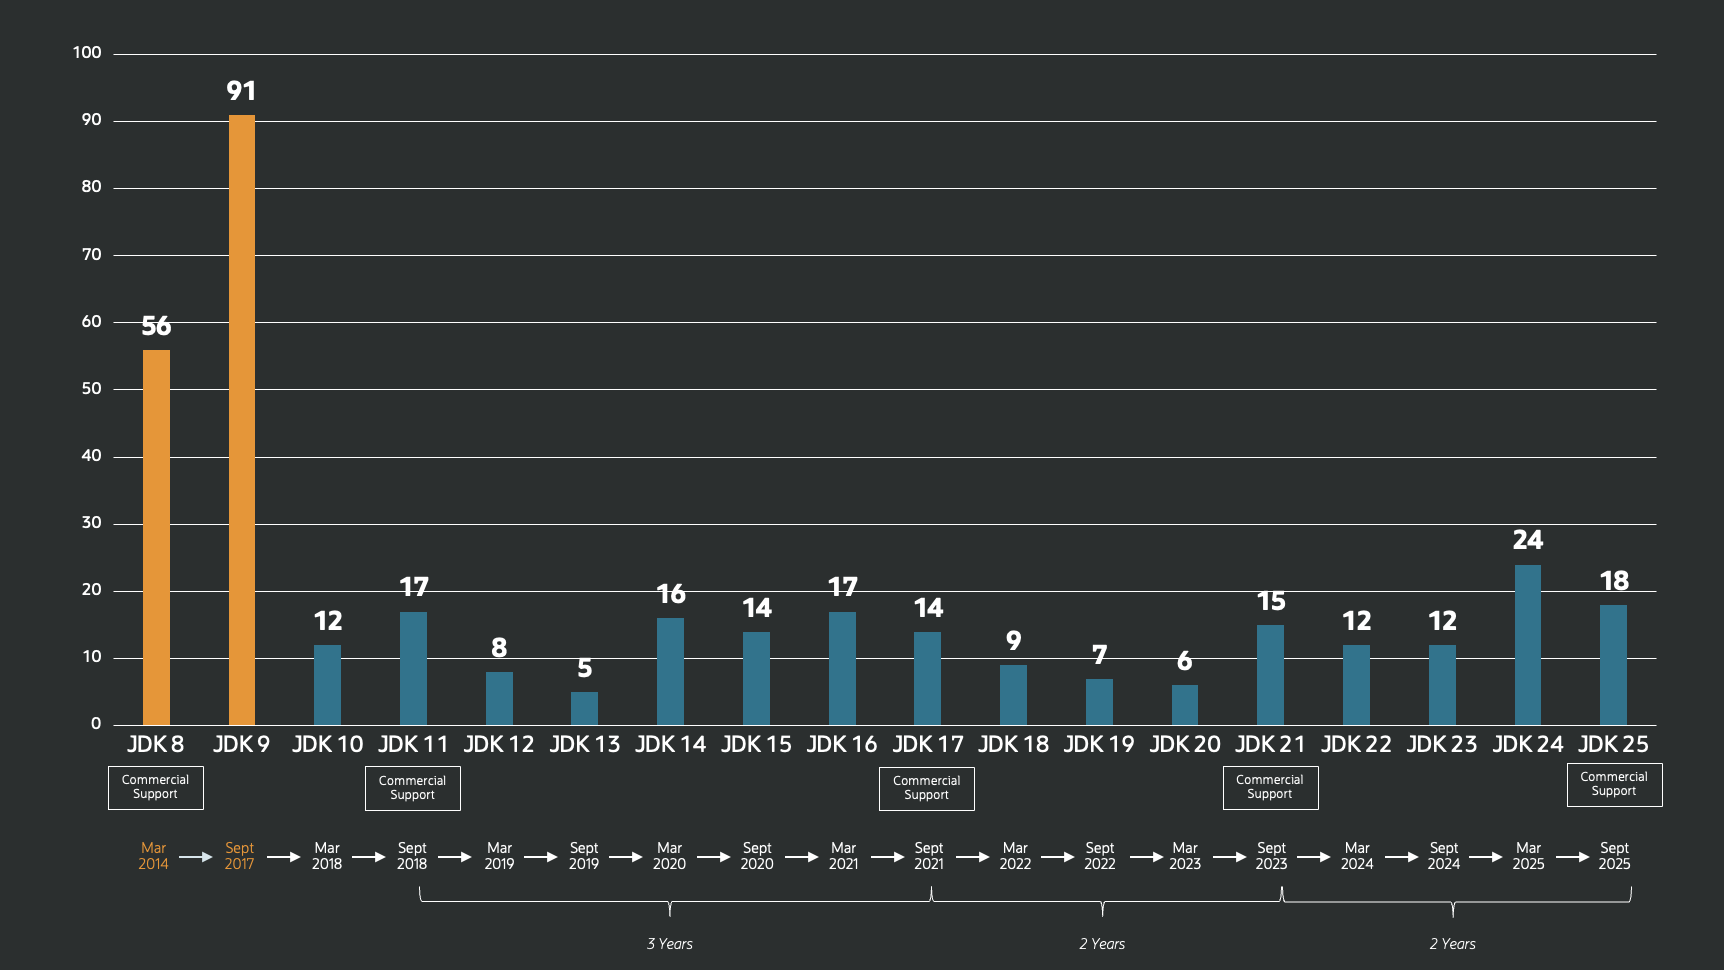 100
90
80
70
60
50
40
30
20
10
0
56
91
12
17
8
5
16
14
17
14
9
7
6
15
12
12
24
18
JDK 8
JDK 9
JDK 10
JDK 11
JDK 12
JDK 13
JDK 14
JDK 15
JDK 16
JDK 17
JDK 18
JDK 19
JDK 20
JDK 21
JDK 22
JDK 23
JDK 24
JDK 25
Commercial
Support
Commercial
Support
Commercial
Support
Commercial
Support
Commercial
Support
Mar
2014
Sept
2017
Mar
2018
Sept
2018
Mar
2019
Sept
2019
Mar
2020
Sept
2020
Mar
2021
Sept
2021
Mar
2022
Sept
2022
Mar
2023
Sept
2023
Mar
2024
Sept
2024
Mar
2025
Sept
2025
3 Years
2 Years
2 Years